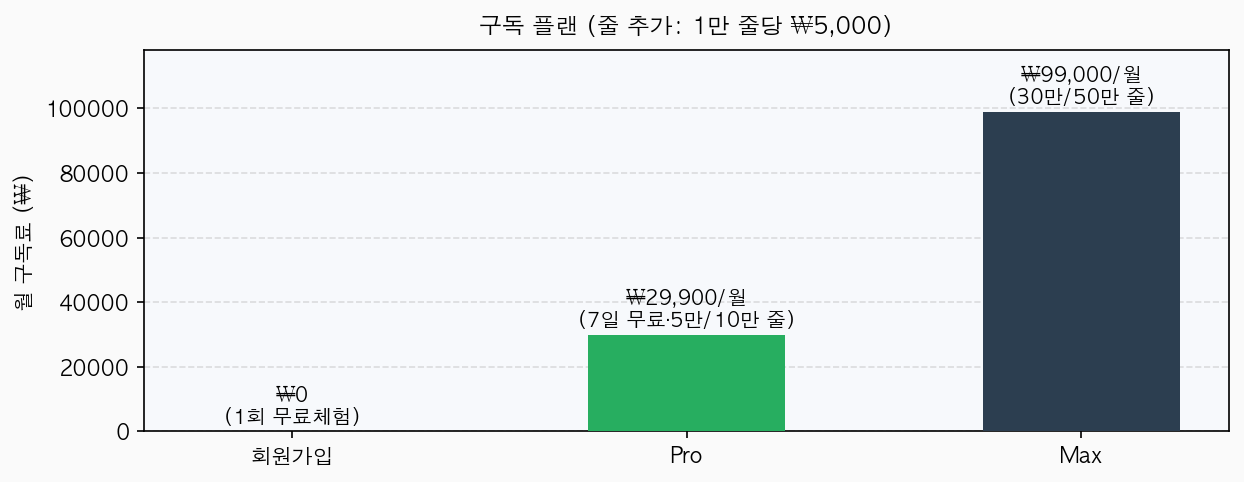 구독 플랜 (줄 추가: 1만 줄당 ₩5,000)
월 구독료 (₩)
100000
80000
60000
40000
20000
0
₩0
(1회 무료체험)
₩29,900/월
(7일 무료·5만/10만 줄)
₩99,000/월
(30만/50만 줄)
회원가입
Pro
Max